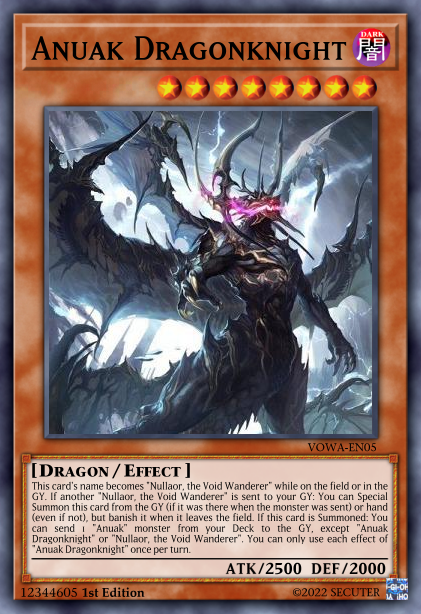 Anuak Dragonknight
DARK
闇
VOWA-EN05
[Dragon / Effect ]
This card's name becomes "Nullaor, the Void Wanderer" while on the field or in the
GY. If another "Nullaor, the Void Wanderer" is sent to your GY: You can Special
Summon this card from the GY (if it was there when the monster was sent) or hand
(even if not), but banish it when it leaves the field. If this card is Summoned: You
can send 1 "Anuak" monster from your Deck to the GY, except "Anuak
Dragonknight" or "Nullaor, the Void Wanderer". You can only use each effect of
"Anuak Dragonknight" once per turn.
ATK/2500 DEF/2000
12344605 1st Edition
©2022 SECUTER